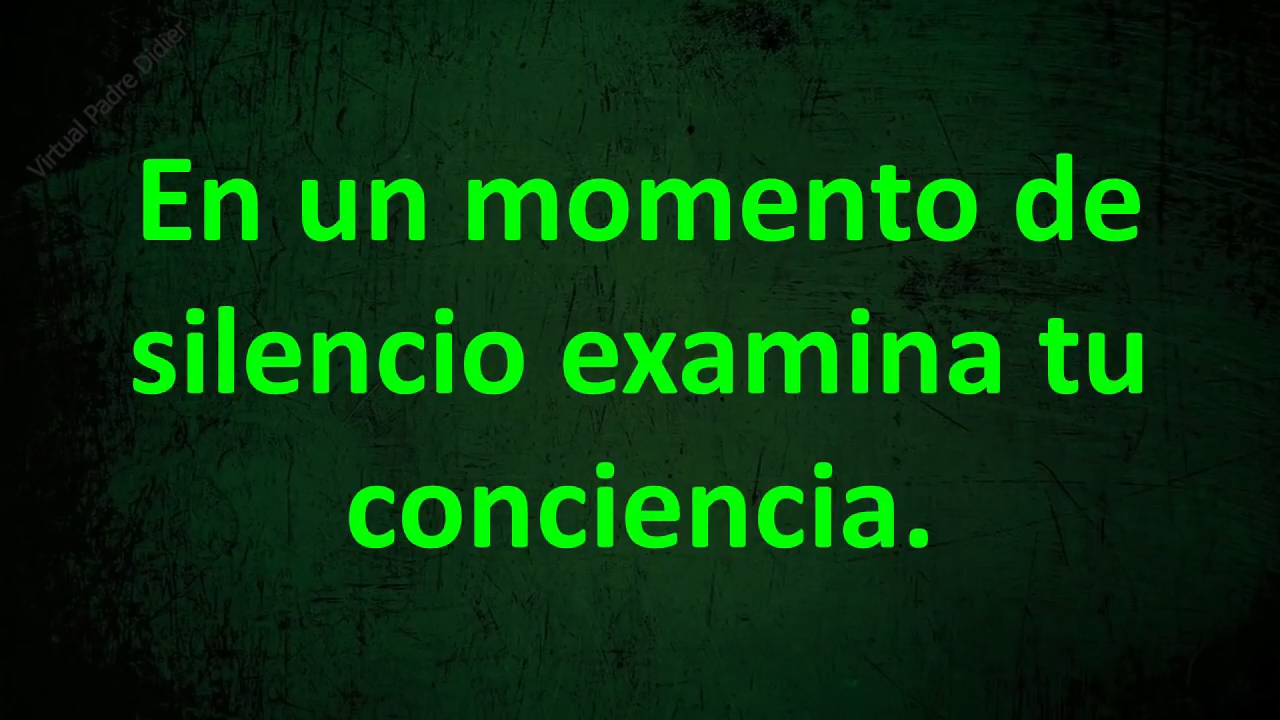 Virtual Padre Didier
En un momento de
silencio examina tu
conciencia.